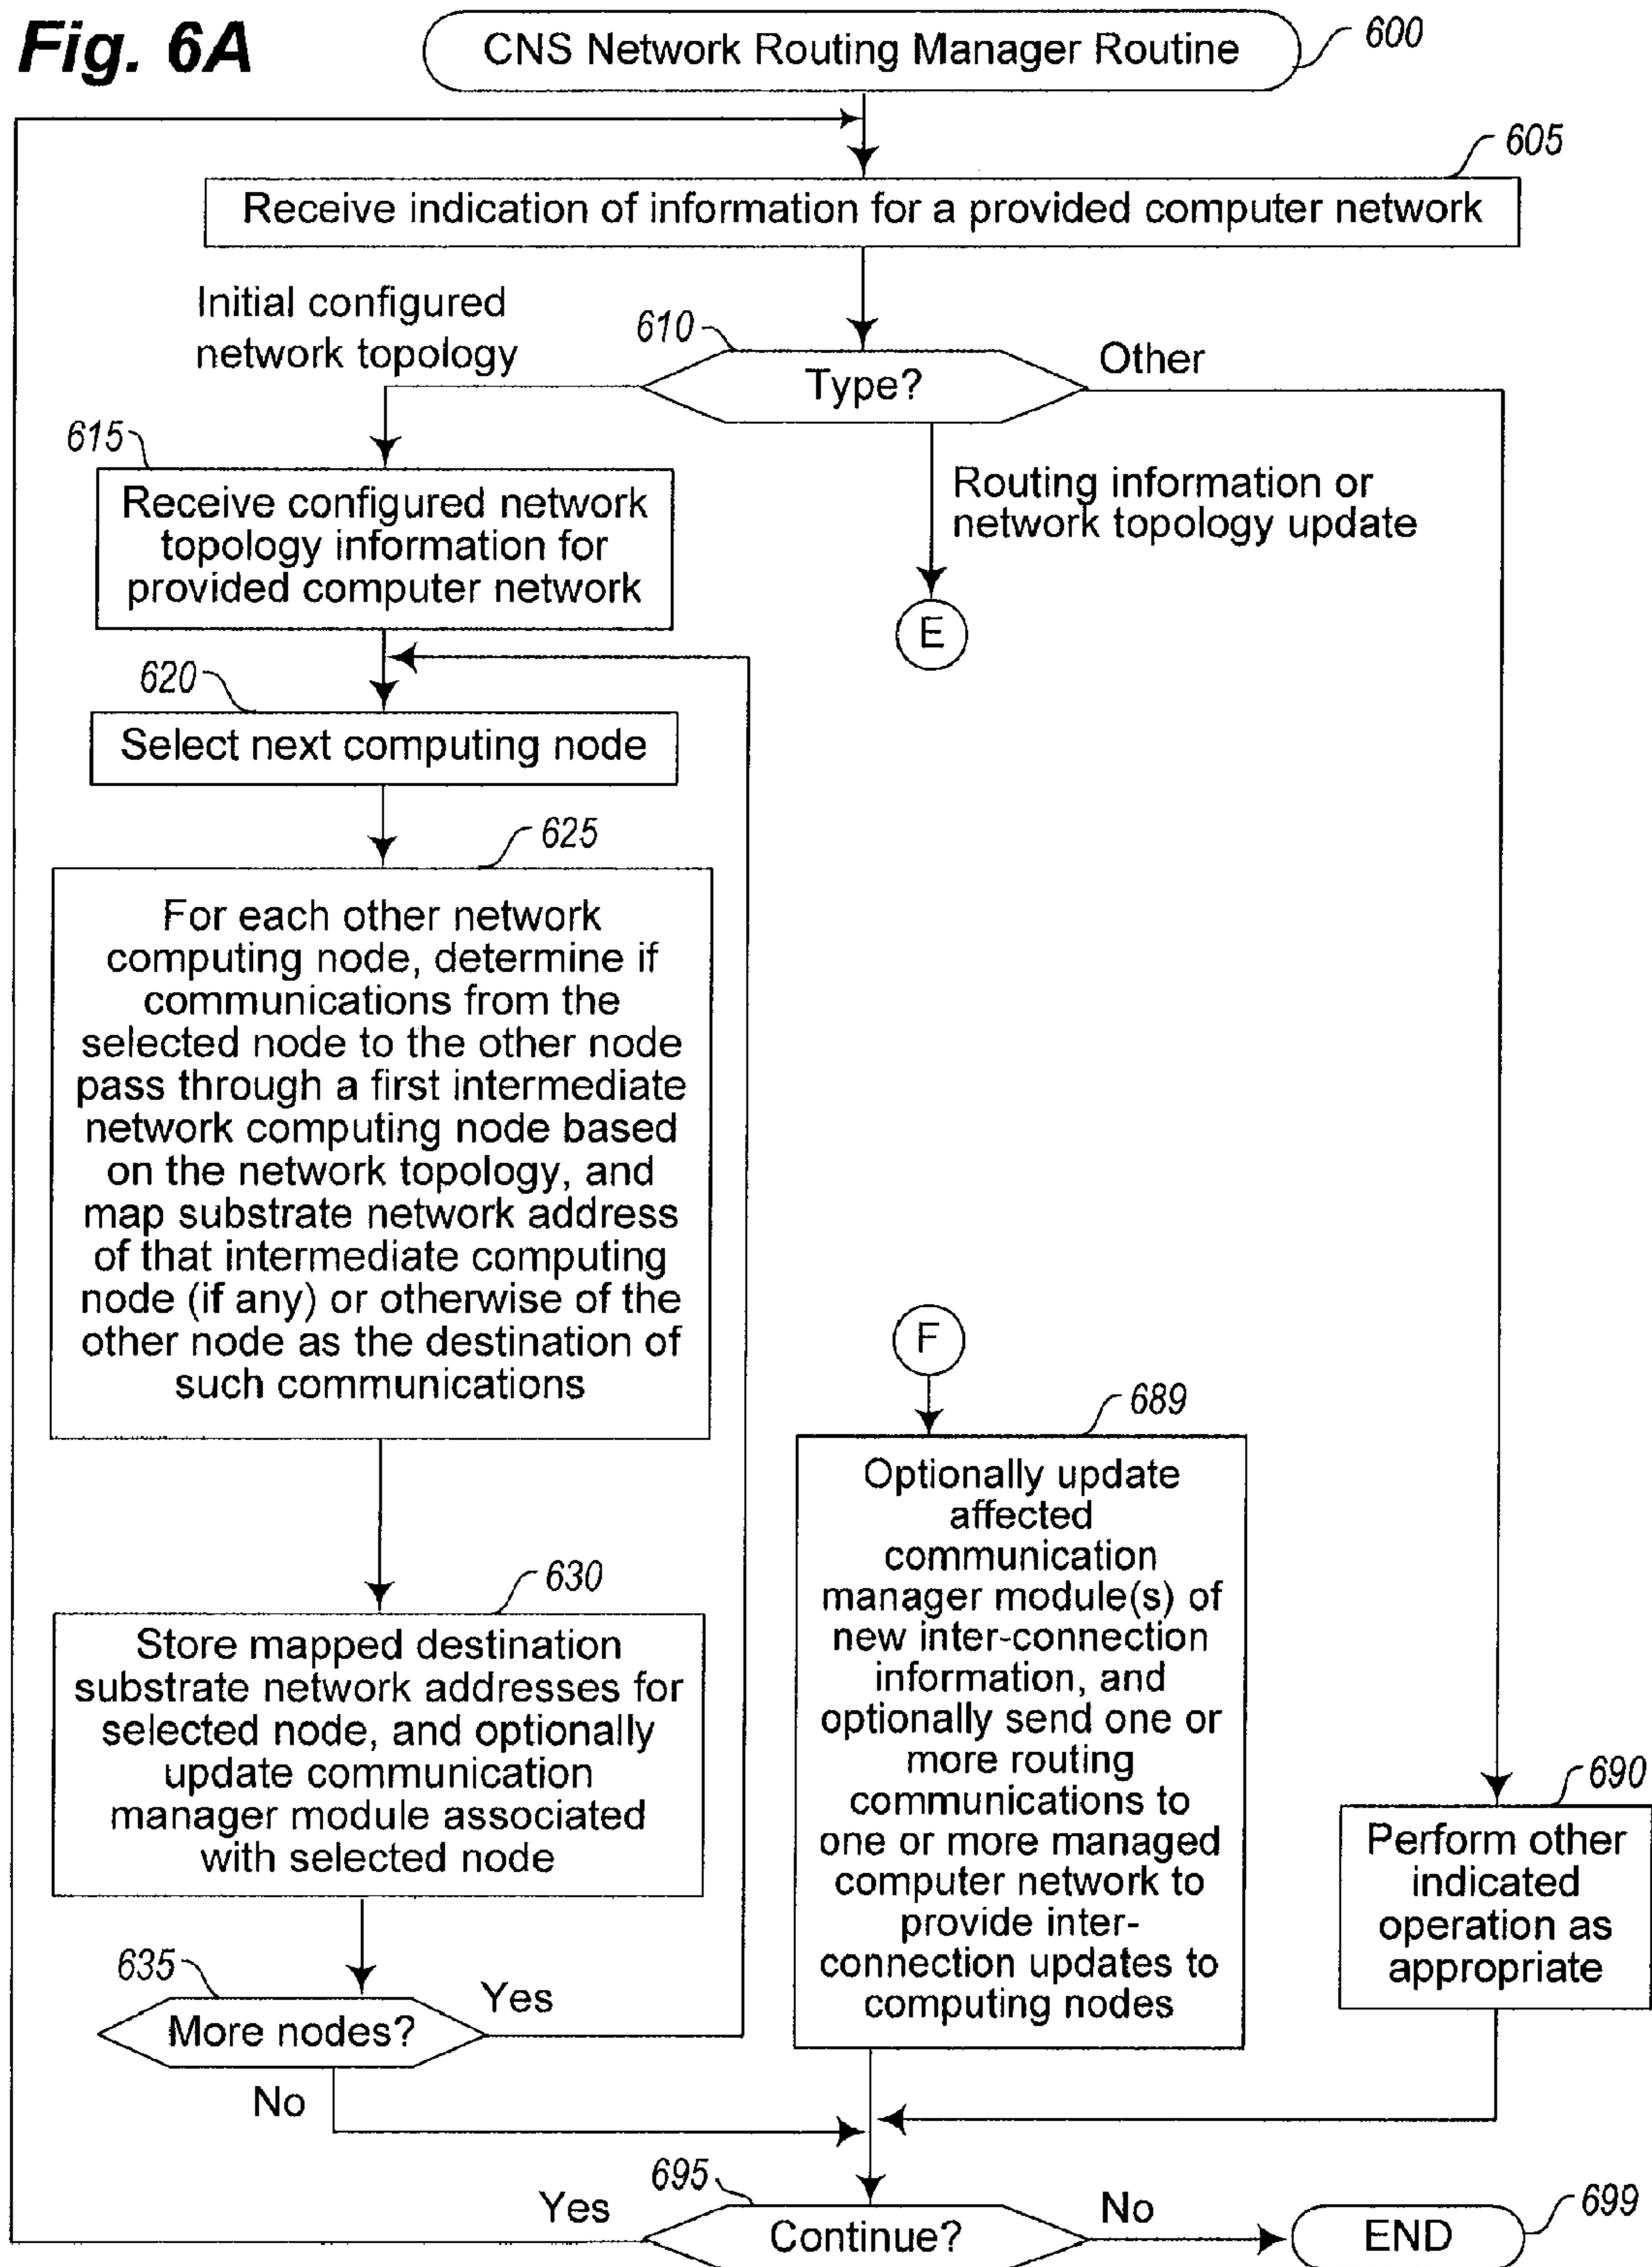 Fig. 6A
CNS Network Routing Manager Routine
600
605
Receive indication of information for a provided computer network
Initial configured
network topology
610
Type?
Other
615
Receive configured network
topology information for
provided computer network
Routing information or
network topology update
E
620
Select next computing node
625
For each other network
computing node, determine if
communications from the
selected node to the other node
pass through a first intermediate
network computing node based
on the network topology, and
map substrate network address
of that intermediate computing
node (if any) or otherwise of the
other node as the destination of
such communications
F
689
Optionally update
affected
communication
manager module(s) of
new inter-connection
information, and
optionally send one or
more routing
communications to
one or more managed
computer network to
provide inter-
connection updates to
computing nodes
630
Store mapped destination
substrate network addresses for
selected node, and optionally
update communication
manager module associated
with selected node
690
Perform other
indicated
operation as
appropriate
635
More nodes?
Yes
No
695
Yes
Continue?
No
END
699